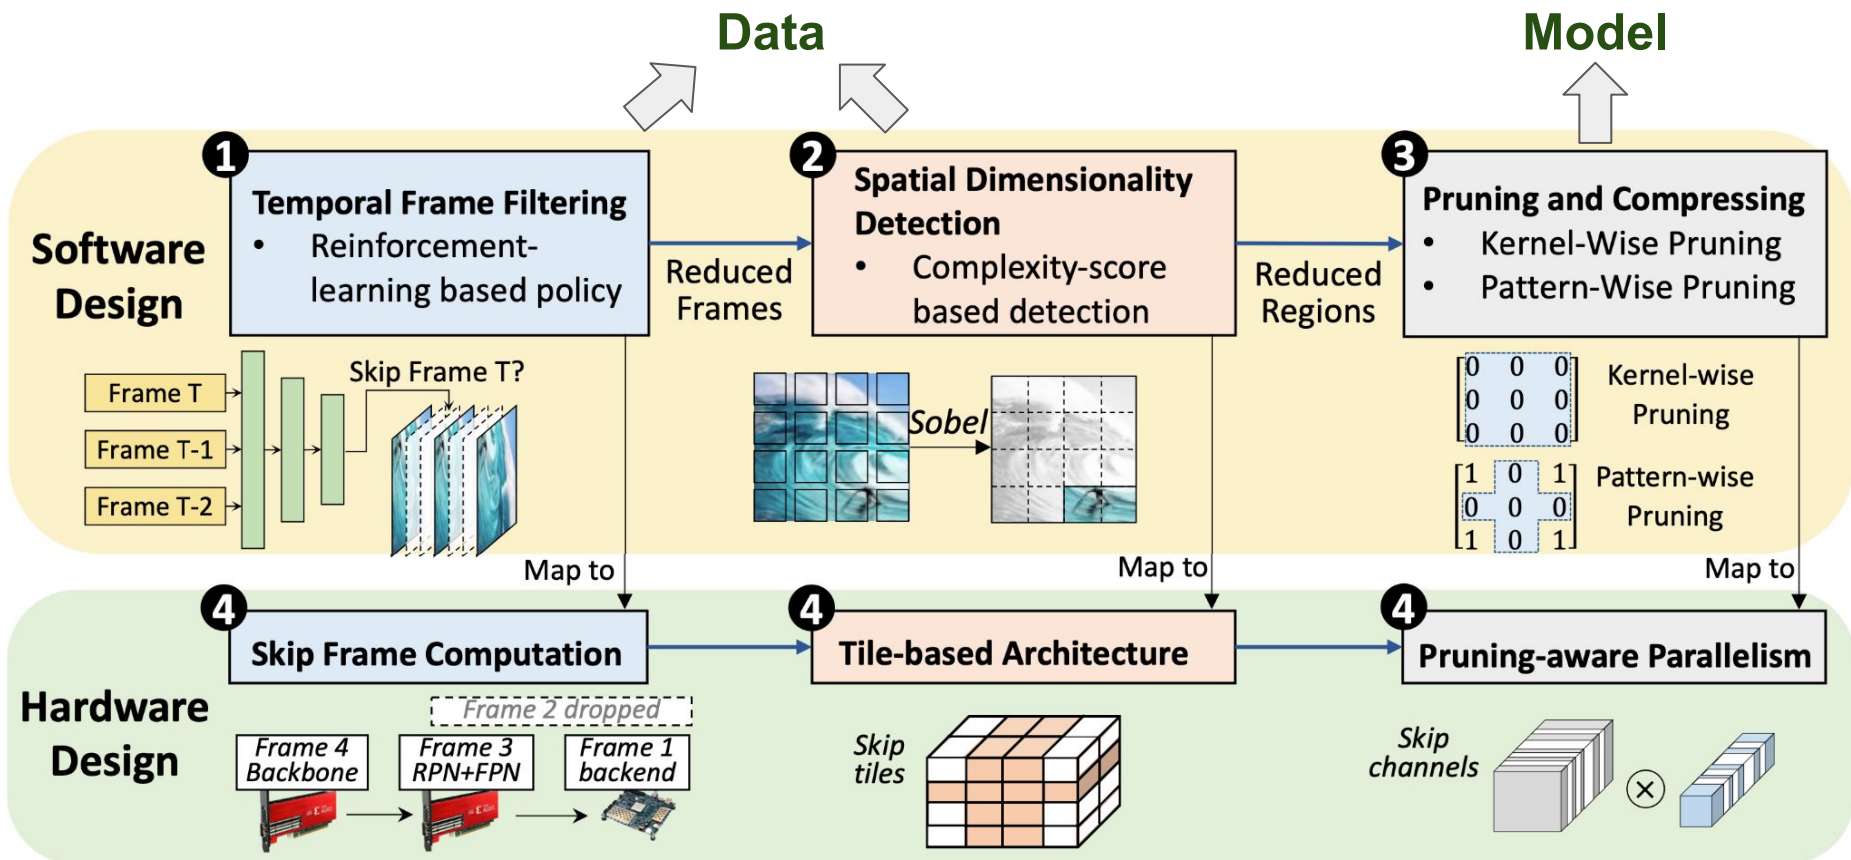 Data
Model
1
2
3
Software
Design
Temporal Frame Filtering
• Reinforcement-
learning based policy
Reduced
Frames
Spatial Dimensionality
Detection
• Complexity-score
based detection
Reduced
Regions
Pruning and Compressing
• Kernel-Wise Pruning
• Pattern-Wise Pruning
Frame T
Frame T-1
Frame T-2
Skip Frame T?
Sobel
0 0 0
0 0 0
0 0 0
Kernel-wise
Pruning
1 0 1
0 0 0
1 0 1
Pattern-wise
Pruning
Map to
Map to
Map to
Hardware
Design
4
Skip Frame Computation
4
Tile-based Architecture
4
Pruning-aware Parallelism
Frame 2 dropped
Frame 4
Backbone
Frame 3
RPN+FPN
Frame 1
backend
Skip
tiles
Skip
channels